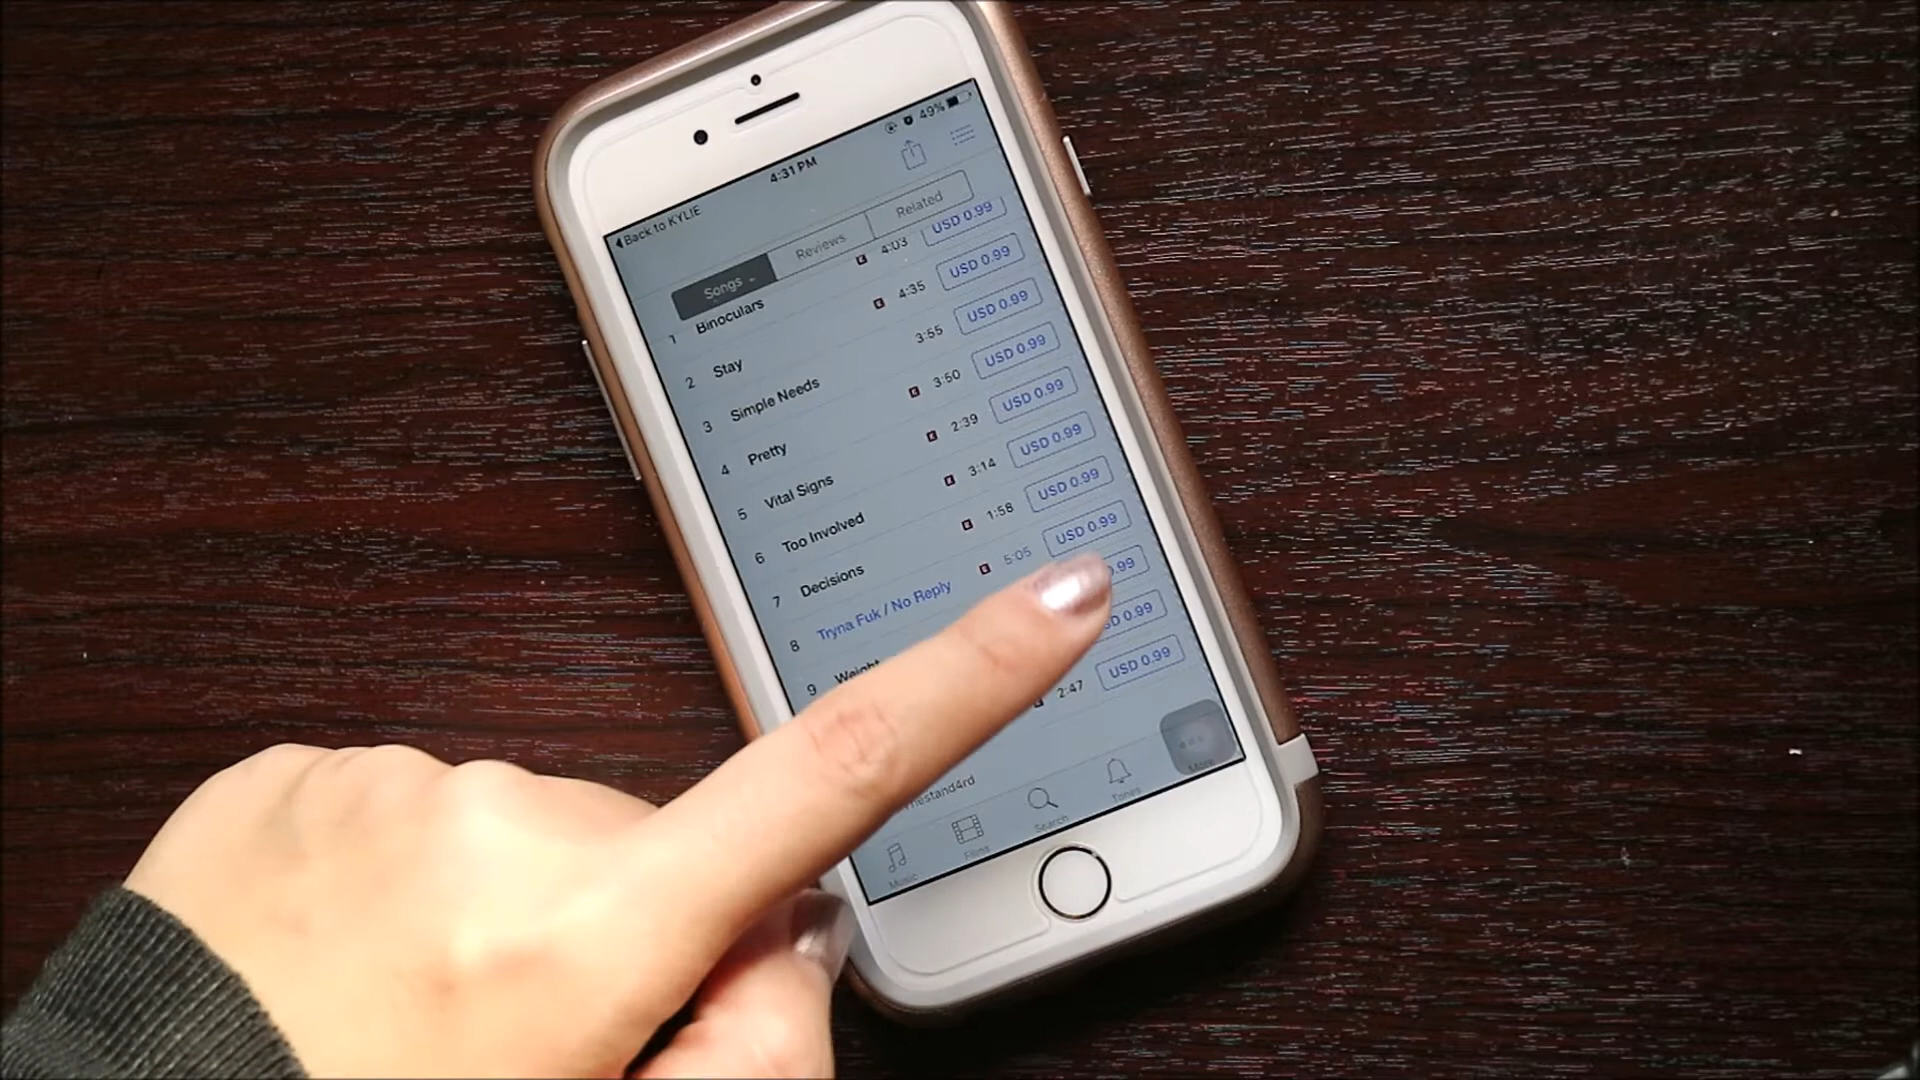 Back to KYLIE
4:31 PM
49%
Songs Reviews Related
1 Binoculars E 4:03 USD 0.99
2 Stay E 4:35 USD 0.99
3 Simple Needs 3:55 USD 0.99
4 Pretty E 3:50 USD 0.99
5 Vital Signs E 2:39 USD 0.99
6 Too Involved E 3:14 USD 0.99
7 Decisions E 1:58 USD 0.99
8 Tryna Fuk / No Reply E 5:05 USD 0.99
9 Weight 0.99
SD 0.99
2:47 USD 0.99
hestand4rd
Music Films Search Tones More